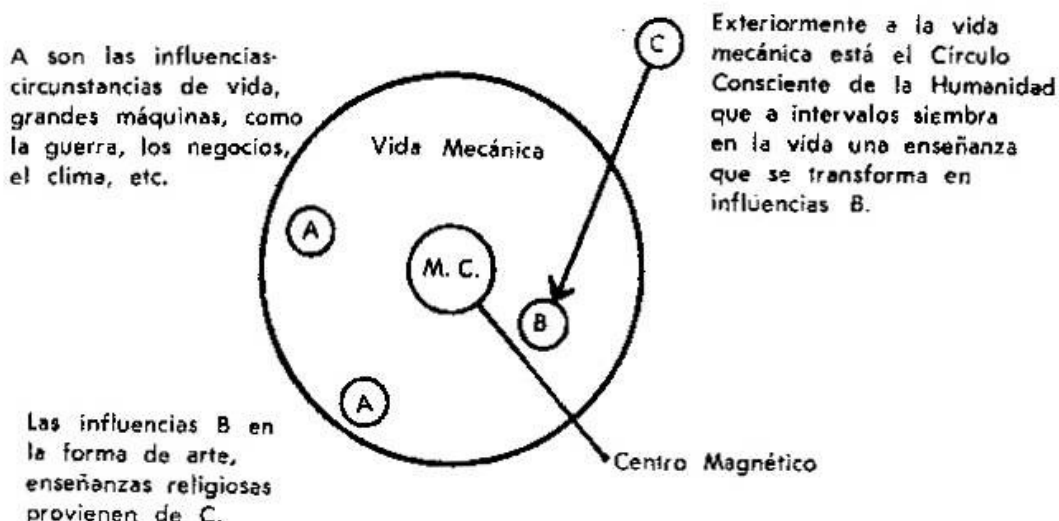 A son las influencias-
circunstancias de vida,
grandes máquinas, como
la guerra, los negocios,
el clima, etc.
Exteriormente a la vida
mecánica está el Círculo
Consciente de la Humanidad
que a intervalos siembra
en la vida una enseñanza
que se transforma en
influencias B.
C
Vida Mecánica
A
M. C.
B
A
Las influencias B en
la forma de arte,
enseñanzas religiosas
provienen de C.
Centro Magnético